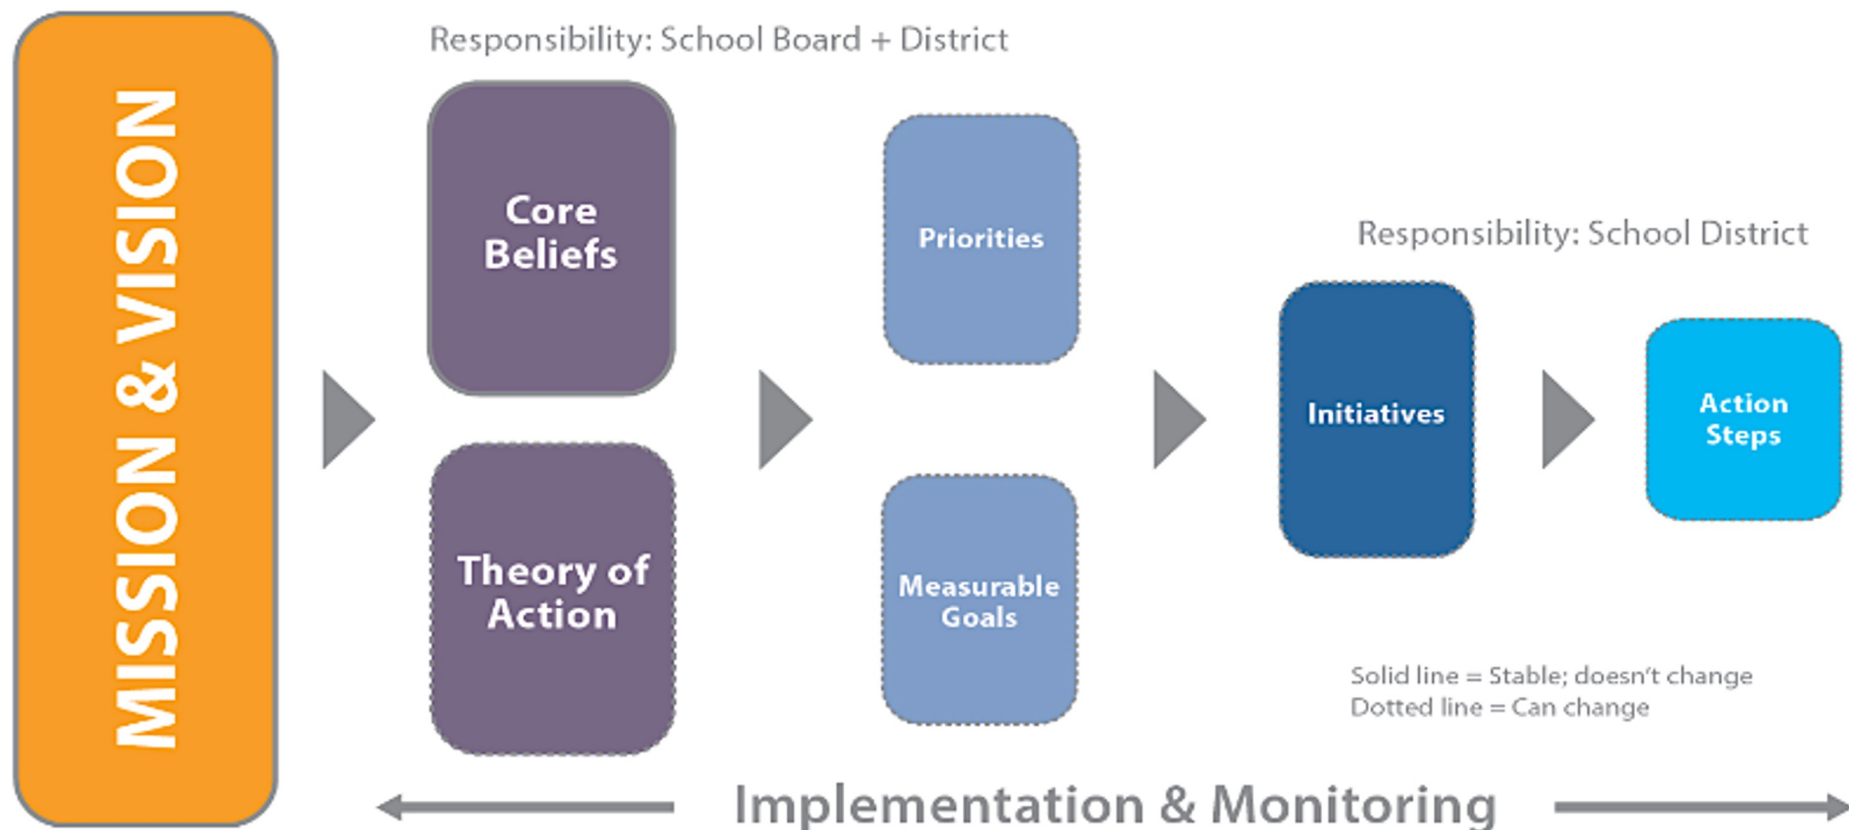 MISSION & VISION
Responsibility: School Board + District
Core
Beliefs
Theory of
Action
Priorities
Measurable
Goals
Responsibility: School District
Initiatives
Action
Steps
Solid line = Stable; doesn't change
Dotted line = Can change
Implementation & Monitoring